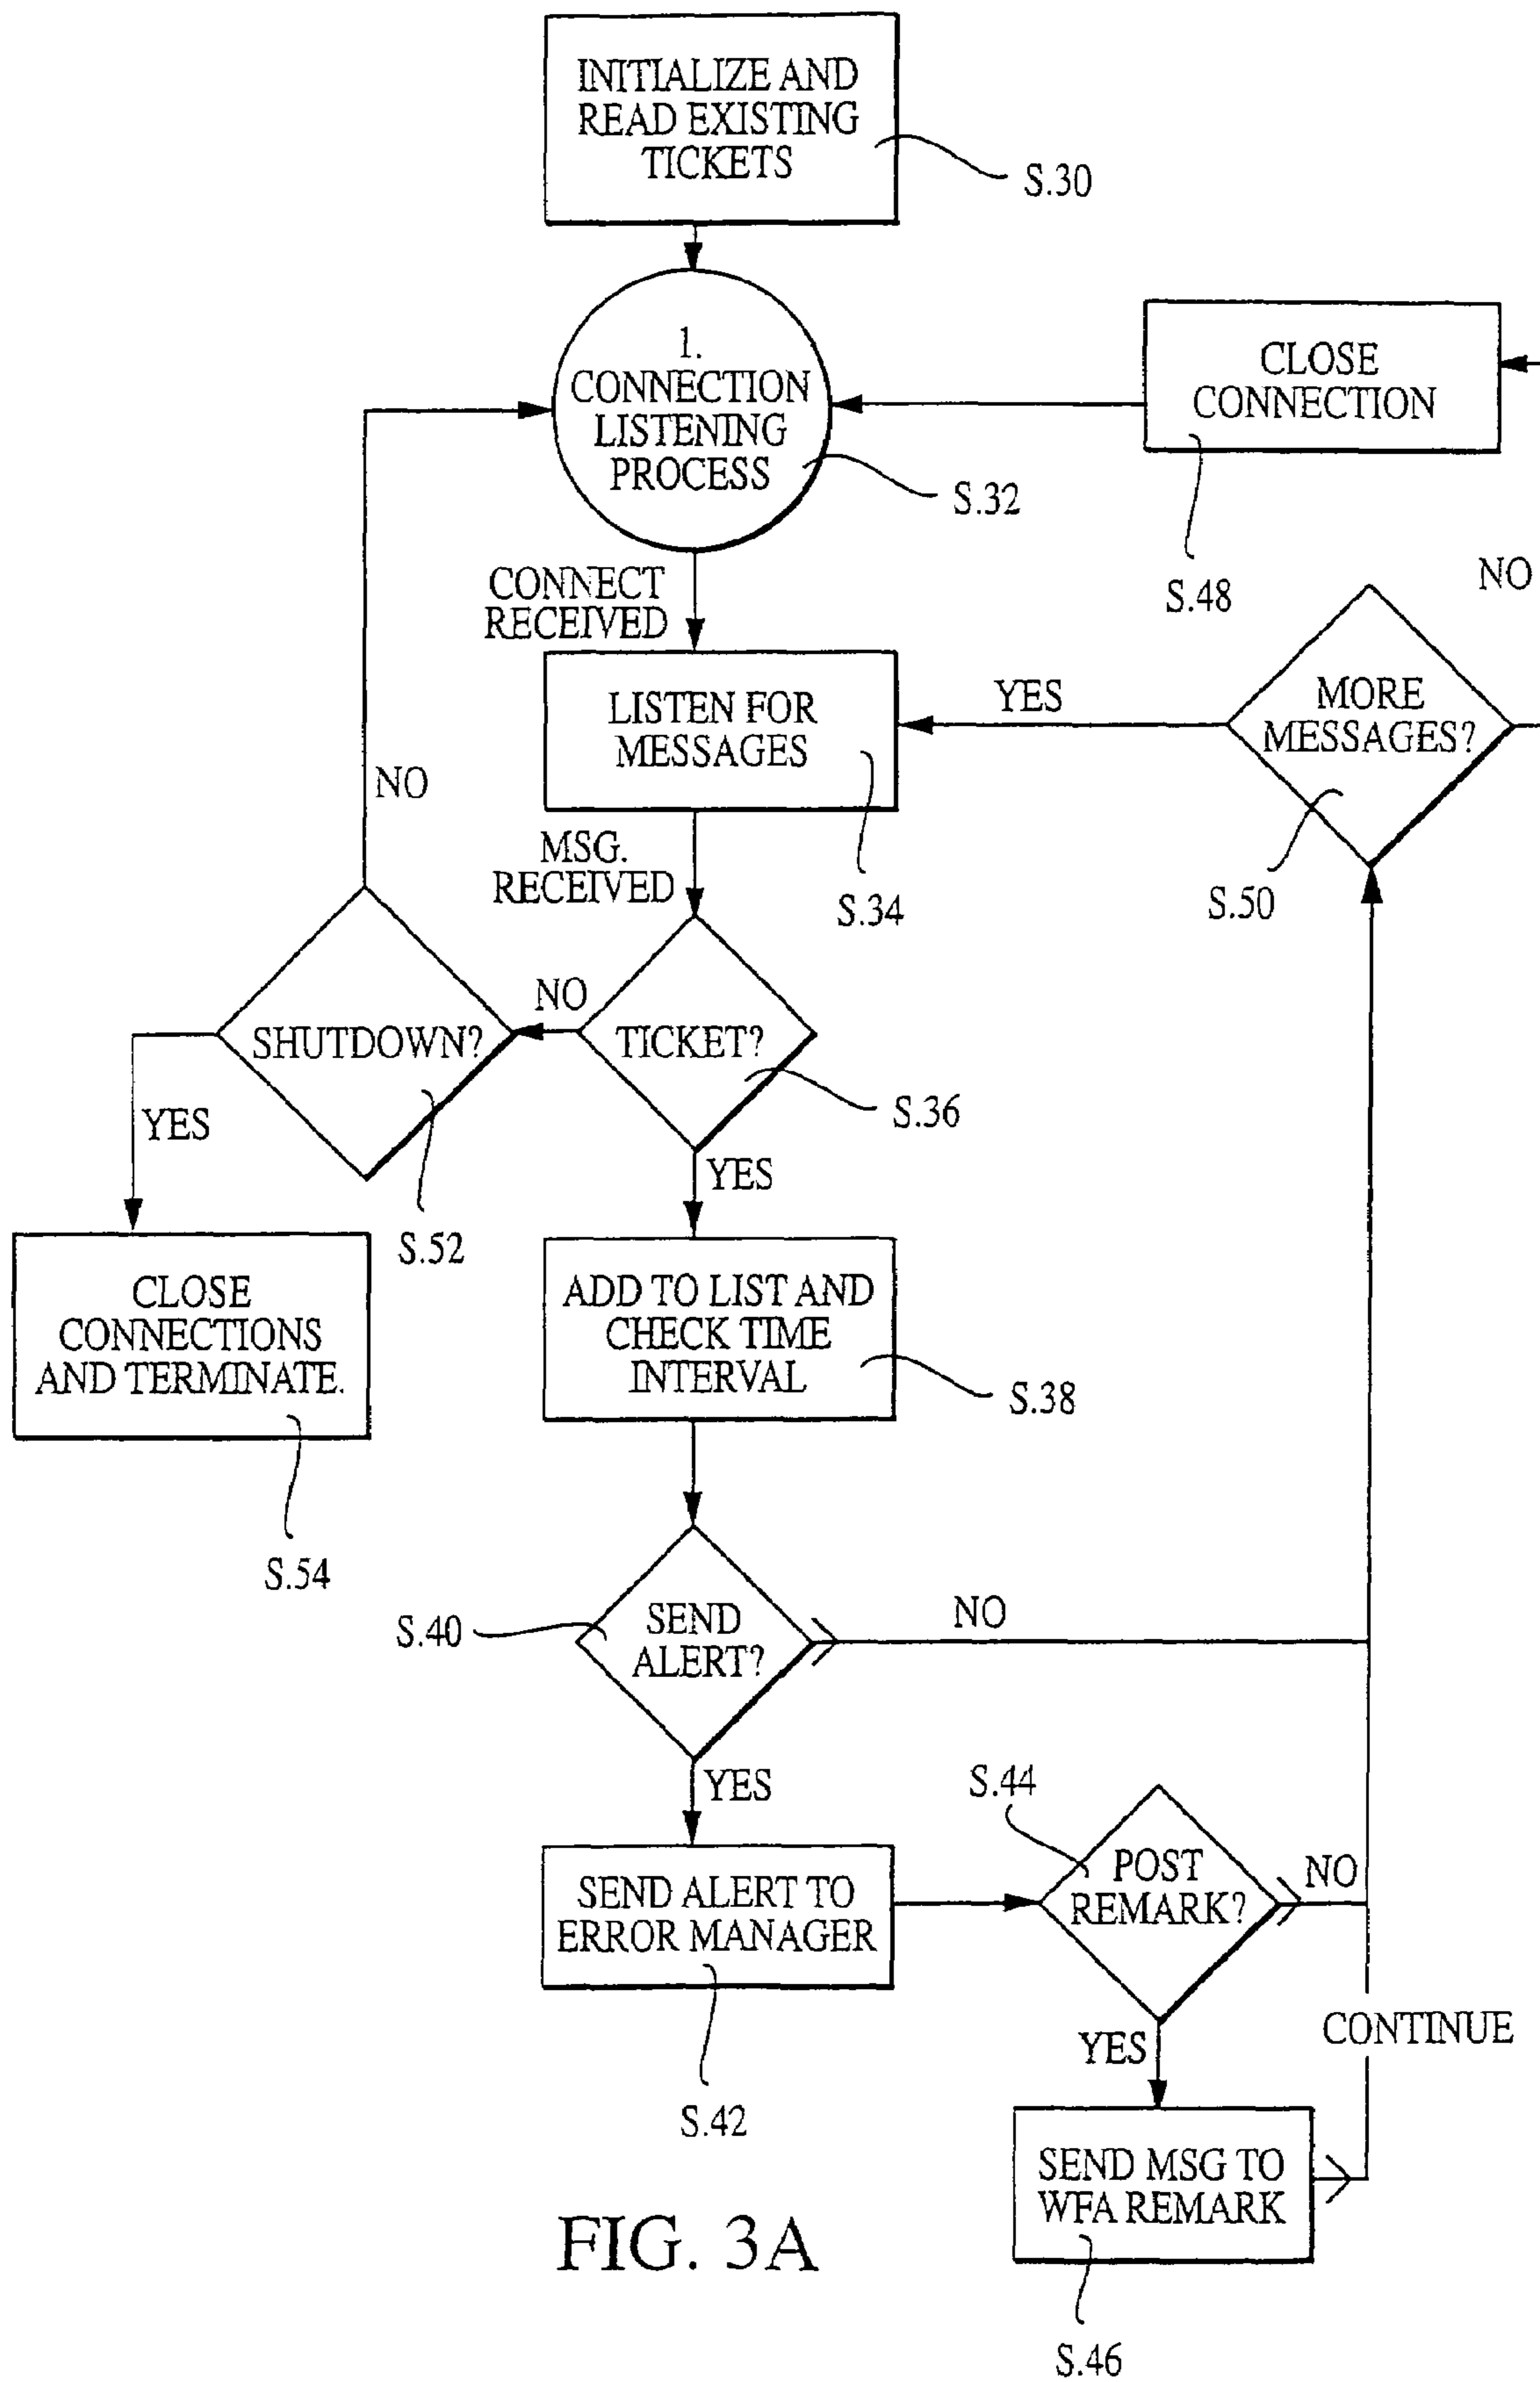 INITIALIZE AND
READ EXISTING
TICKETS
S.30
1.
CONNECTION
LISTENING
PROCESS
S.32
CLOSE
CONNECTION
S.48
NO
CONNECT
RECEIVED
LISTEN FOR
MESSAGES
S.34
YES
MORE
MESSAGES?
S.50
NO
MSG.
RECEIVED
SHUTDOWN?
S.52
NO
TICKET?
S.36
YES
YES
CLOSE
CONNECTIONS
AND TERMINATE.
S.54
ADD TO LIST AND
CHECK TIME
INTERVAL
S.38
S.40
SEND
ALERT?
NO
YES
SEND ALERT TO
ERROR MANAGER
S.42
S.44
POST
REMARK?
NO
YES
CONTINUE
SEND MSG TO
WFA REMARK
S.46
FIG. 3A